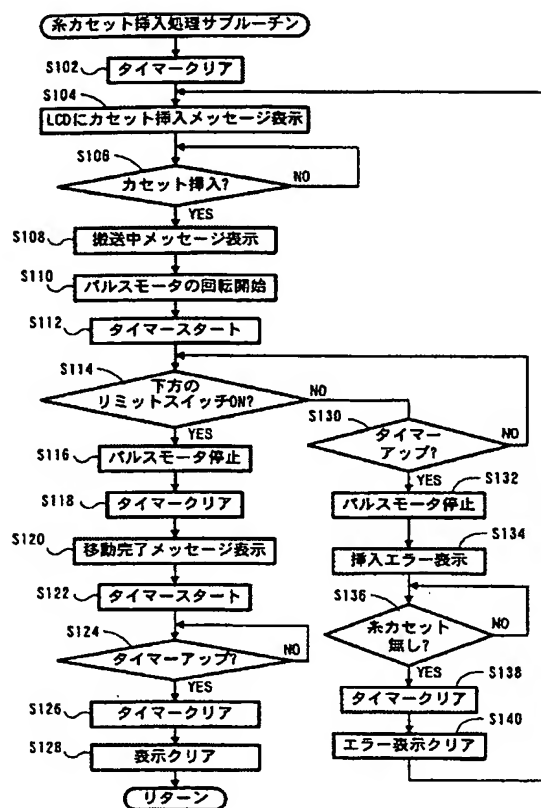 糸カセット挿入処理サブルーチン
S102
タイマークリア
S104
LCDにカセット挿入メッセージ表示
S106
カセット挿入?
NO
YES
S108
搬送中メッセージ表示
S110
パルスモータの回転開始
S112
タイマースタート
S114
下方の
リミットスイッチON?
NO
YES
S116
パルスモータ停止
S118
タイマークリア
S120
移動完了メッセージ表示
S122
タイマースタート
S124
タイマーアップ?
NO
YES
S126
タイマークリア
S128
表示クリア
リターン
S130
タイマー
アップ?
NO
YES
S132
パルスモータ停止
S134
挿入エラー表示
S136
糸カセット
無し?
NO
YES
S138
タイマークリア
S140
エラー表示クリア